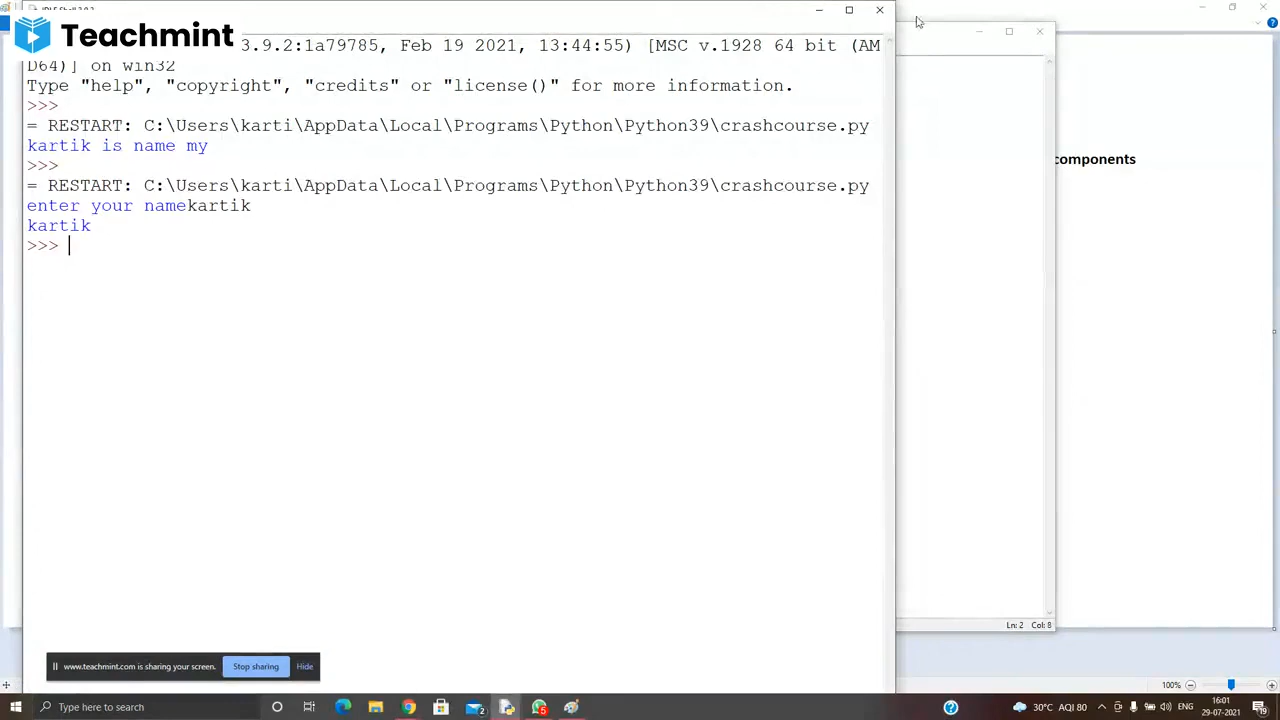 Teachmint
3.9.2:1a79785, Feb 19 2021, 13:44:55) [MSC v.1928 64 bit (AM
D64)] on win32
Type "help", "copyright", "credits" or "license()" for more information.
>>>
= RESTART: C:\Users\karti\AppData\Local\Programs\Python\Python39\crashcourse.py
kartik is name my
>>>
= RESTART: C:\Users\karti\AppData\Local\Programs\Python\Python39\crashcourse.py
enter your namekartik
kartik
>>>
components
Ln: 2 Col: 8
www.teachmint.com is sharing your screen. Stop sharing Hide
100%
Type here to search
2
5
30°C AQI 80
ENG
16:01
29-07-2021
19